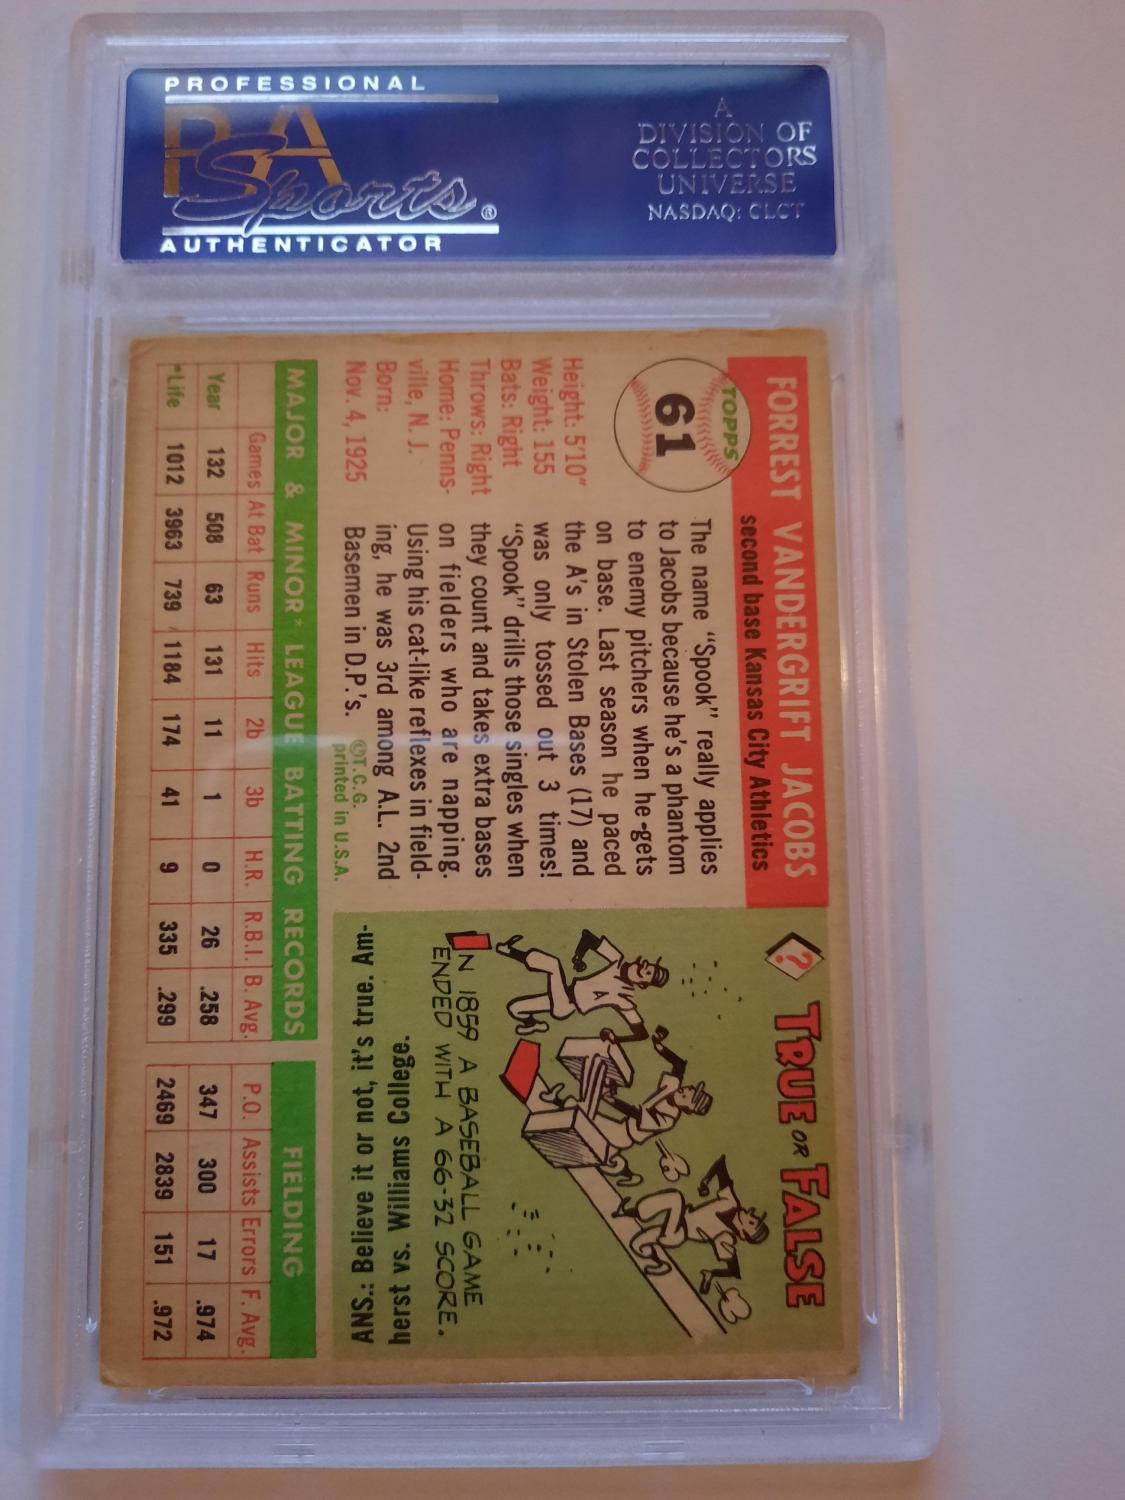 PROFESSIONAL
PSA
Sports®
AUTHENTICATOR
A
DIVISION OF
COLLECTORS
UNIVERSE
NASDAQ: CLCT
TOPPS
61
FORREST VANDERGRIFT JACOBS
second base Kansas City Athletics
Height: 5'10"
Weight: 155
Bats: Right
Throws: Right
Home: Penns-
ville, N. J.
Born:
Nov. 4, 1925
The name "Spook" really applies
to Jacobs because he's a phantom
to enemy pitchers when he gets
on base. Last season he paced
the A's in Stolen Bases (17) and
was only tossed out 3 times!
"Spook" drills those singles when
they count and takes extra bases
on fielders who are napping.
Using his cat-like reflexes in field-
ing, he was 3rd among A.L. 2nd
Basemen in D.P.'s.
©T.C.G.
printed in U.S.A.
? TRUE OR FALSE
A
IN 1859 A BASEBALL GAME
ENDED WITH A 66-32 SCORE.
ANS.: Believe it or not, it's true. Am-
herst vs. Williams College.
MAJOR & MINOR* LEAGUE BATTING RECORDS FIELDING
Games At Bat Runs Hits 2b 3b H.R. R.B.I. B. Avg. P.O. Assists Errors F. Avg.
Year 132 508 63 131 11 1 0 26 .258 347 300 17 .974
*Life 1012 3963 739 1184 174 41 9 335 .299 2469 2839 151 .972